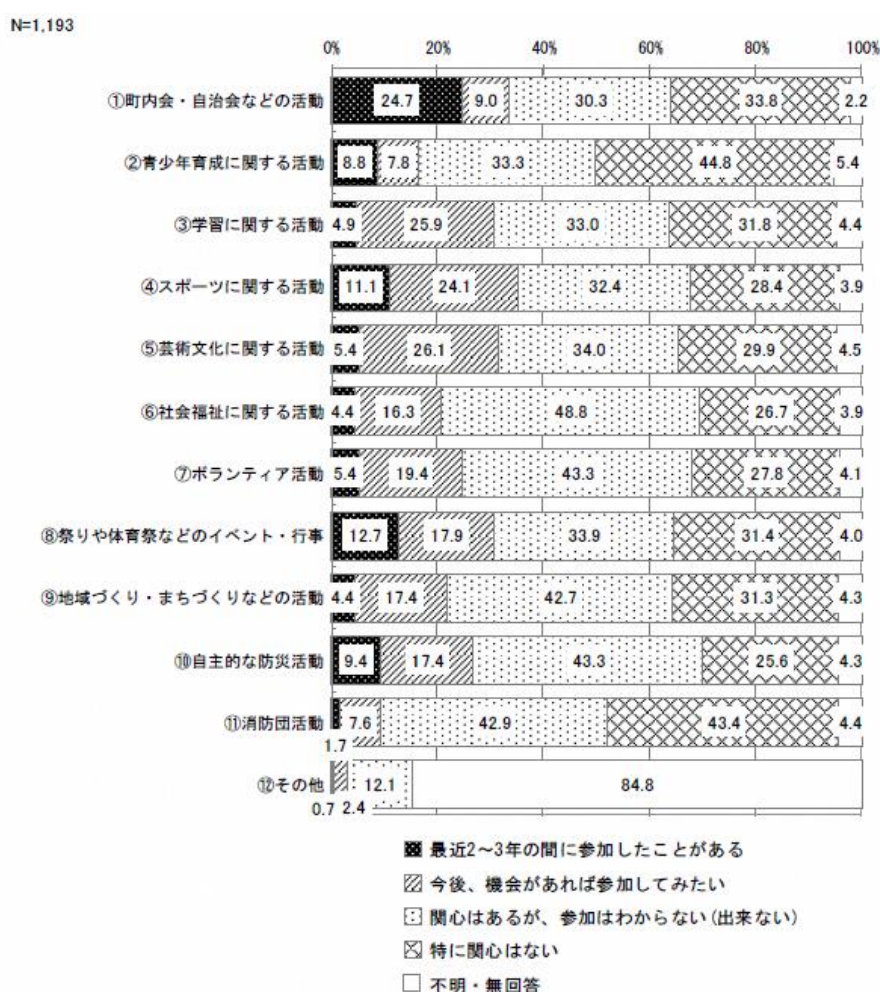 N=1,193
0% 20% 40% 60% 80% 100%
①町内会・自治会などの活動 24.7 9.0 30.3 33.8 2.2
②青少年育成に関する活動 8.8 7.8 33.3 44.8 5.4
③学習に関する活動 4.9 25.9 33.0 31.8 4.4
④スポーツに関する活動 11.1 24.1 32.4 28.4 3.9
⑤芸術文化に関する活動 5.4 26.1 34.0 29.9 4.5
⑥社会福祉に関する活動 4.4 16.3 48.8 26.7 3.9
⑦ボランティア活動 5.4 19.4 43.3 27.8 4.1
⑧祭りや体育祭などのイベント・行事 12.7 17.9 33.9 31.4 4.0
⑨地域づくり・まちづくりなどの活動 4.4 17.4 42.7 31.3 4.3
⑩自主的な防災活動 9.4 17.4 43.3 25.6 4.3
⑪消防団活動 7.6 42.9 43.4 4.4
1.7
⑫その他 12.1 84.8
0.7 2.4
最近2～3年の間に参加したことがある
今後、機会があれば参加してみたい
関心はあるが、参加はわからない(出来ない)
特に関心はない
不明・無回答